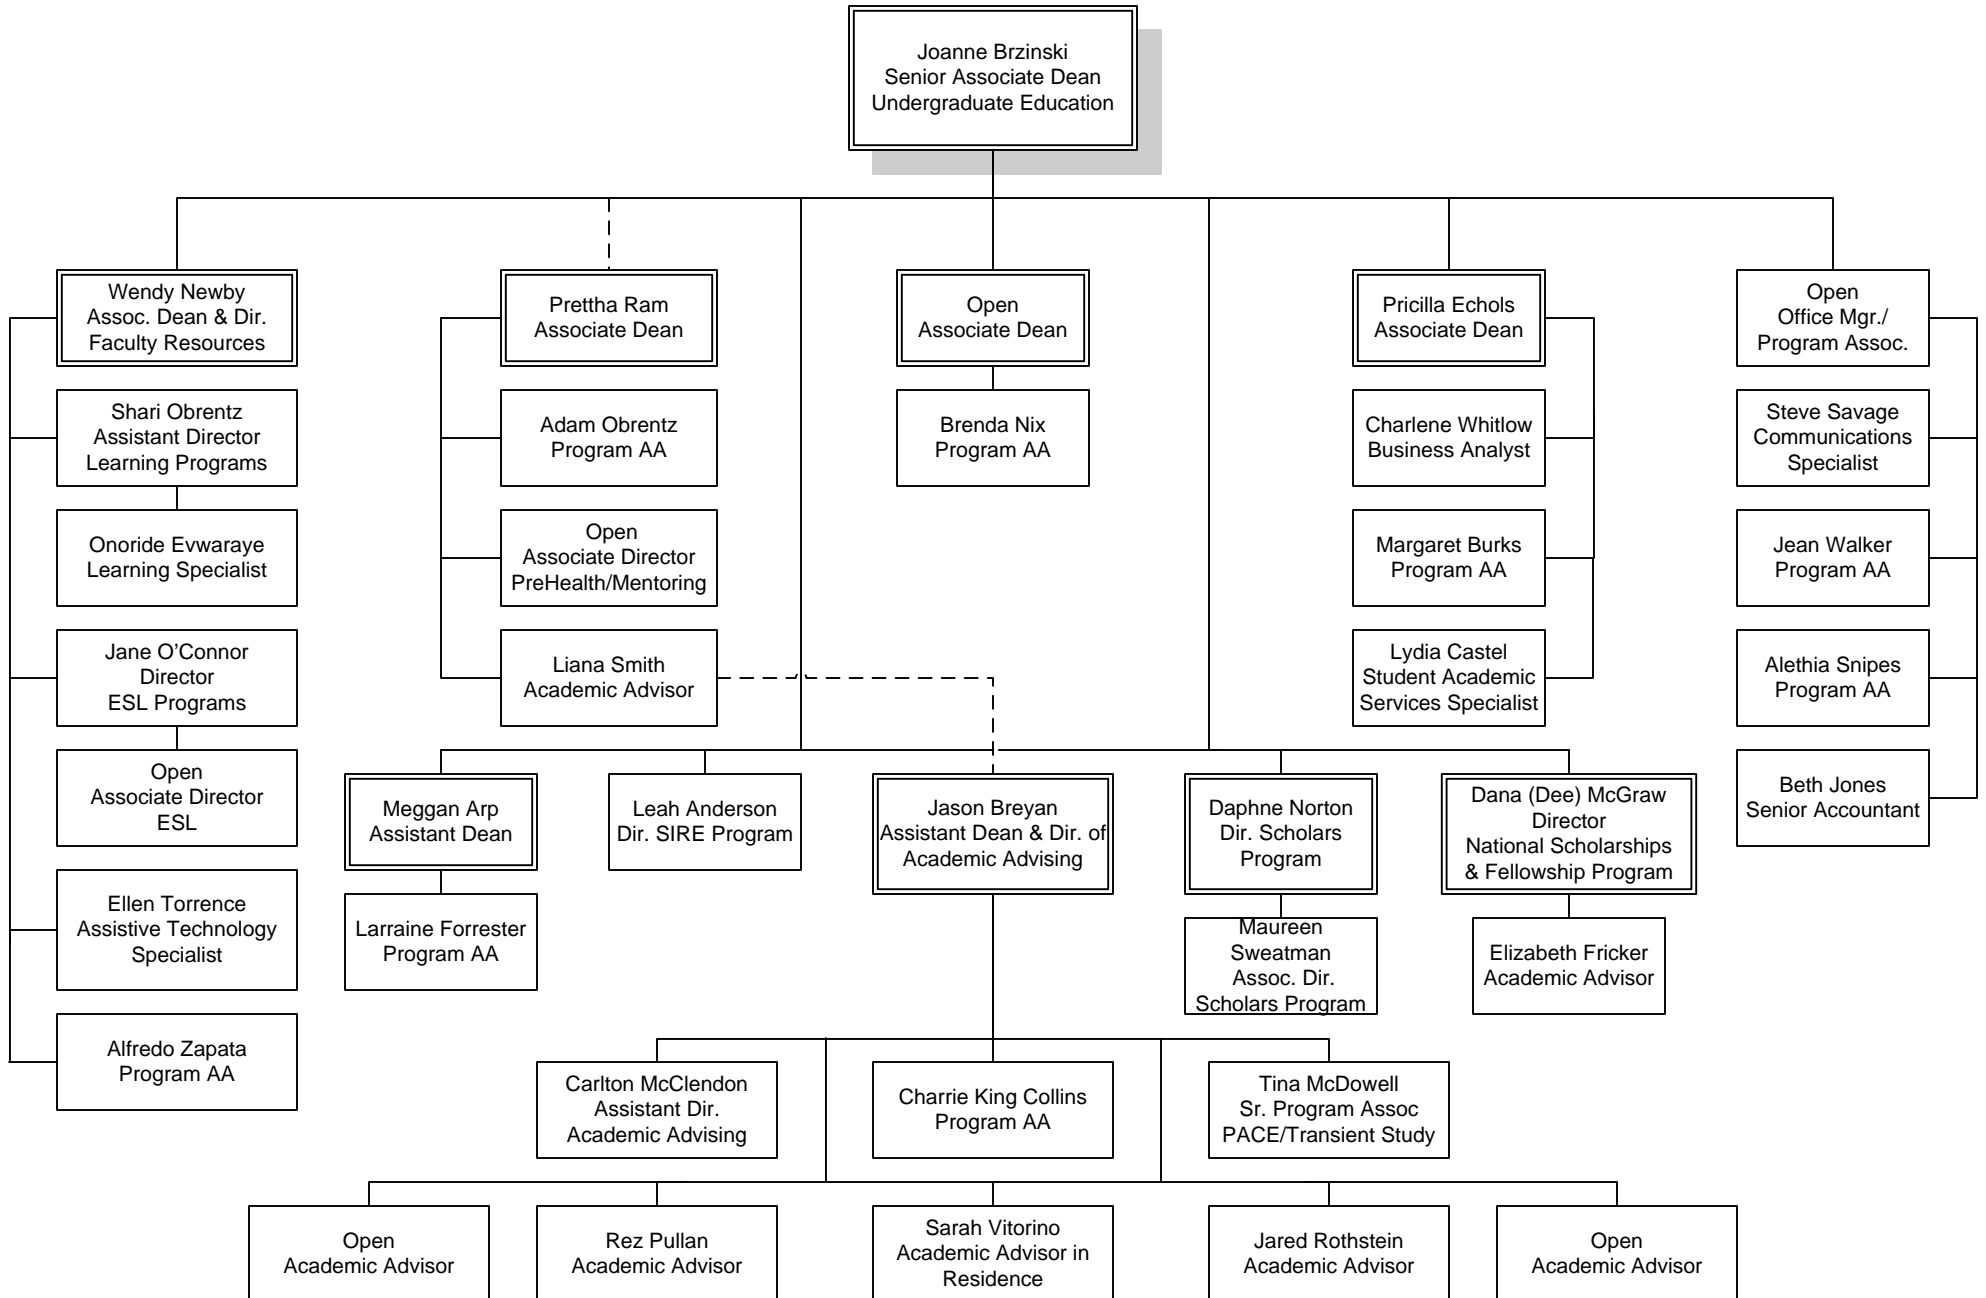 Joanne Brzinski
Senior Associate Dean
Undergraduate Education
Wendy Newby
Assoc. Dean & Dir.
Faculty Resources
Prettha Ram
Associate Dean
Open
Associate Dean
Pricilla Echols
Associate Dean
Open
Office Mgr./
Program Assoc.
Shari Obrentz
Assistant Director
Learning Programs
Adam Obrentz
Program AA
Brenda Nix
Program AA
Charlene Whitlow
Business Analyst
Steve Savage
Communications
Specialist
Onoride Evwaraye
Learning Specialist
Open
Associate Director
PreHealth/Mentoring
Margaret Burks
Program AA
Jean Walker
Program AA
Jane O’Connor
Director
ESL Programs
Liana Smith
Academic Advisor
Lydia Castel
Student Academic
Services Specialist
Alethia Snipes
Program AA
Open
Associate Director
ESL
Meggan Arp
Assistant Dean
Leah Anderson
Dir. SIRE Program
Jason Breyan
Assistant Dean & Dir. of
Academic Advising
Daphne Norton
Dir. Scholars
Program
Dana (Dee) McGraw
Director
National Scholarships
& Fellowship Program
Beth Jones
Senior Accountant
Ellen Torrence
Assistive Technology
Specialist
Larraine Forrester
Program AA
Maureen
Sweatman
Assoc. Dir.
Scholars Program
Elizabeth Fricker
Academic Advisor
Alfredo Zapata
Program AA
Carlton McClendon
Assistant Dir.
Academic Advising
Charrie King Collins
Program AA
Tina McDowell
Sr. Program Assoc
PACE/Transient Study
Open
Academic Advisor
Rez Pullan
Academic Advisor
Sarah Vitorino
Academic Advisor in
Residence
Jared Rothstein
Academic Advisor
Open
Academic Advisor